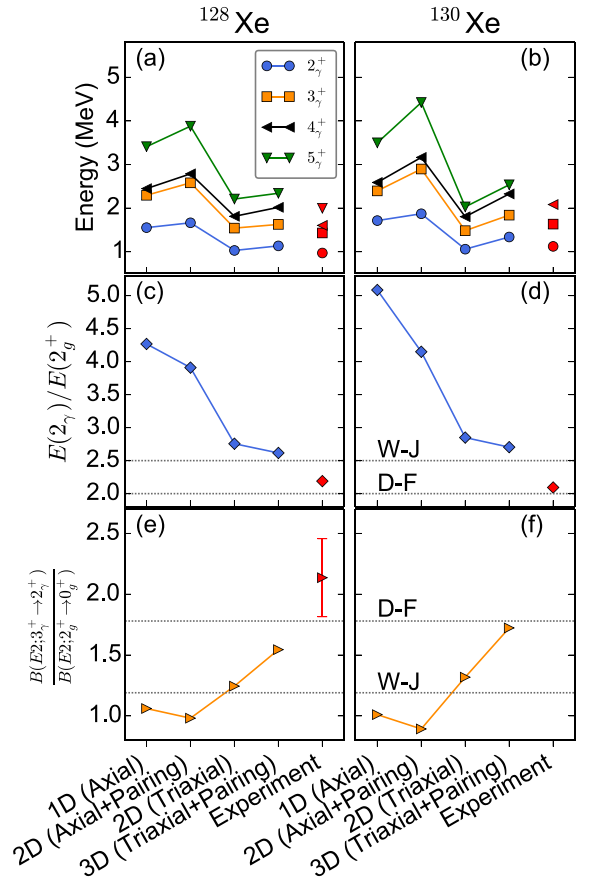 ¹²⁸Xe ¹³⁰Xe
(a) (b)
2γ⁺
3γ⁺
4γ⁺
5γ⁺
Energy (MeV)
5
4
3
2
1
(c) (d)
E(2γ)/E(2g⁺)
5.0
4.5
4.0
3.5
3.0
2.5
2.0
W-J
D-F
(e) (f)
B(E2;3γ⁺→2γ⁺)
B(E2;2g⁺→0g⁺)
2.5
2.0
1.5
1.0
D-F
W-J
1D (Axial)
2D (Axial+Pairing)
2D (Triaxial)
3D (Triaxial+Pairing)
Experiment
1D (Axial)
2D (Axial+Pairing)
2D (Triaxial)
3D (Triaxial+Pairing)
Experiment